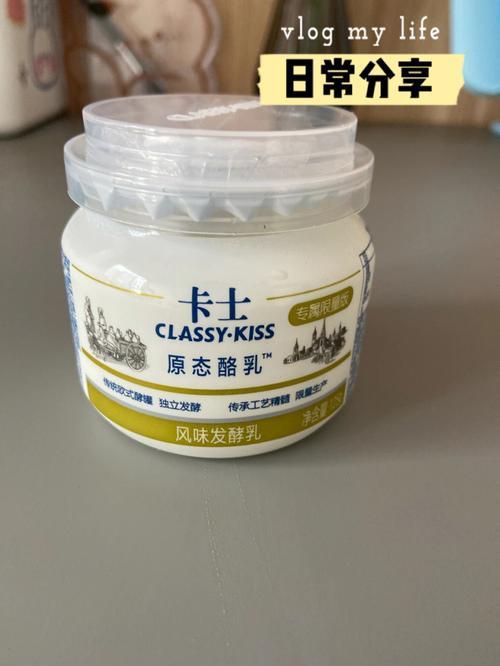 vlog my life
日常分享
卡士
CLASSY·KISS
专属限量版
原态酪乳™
传统欧式酵罐 独立发酵 传承工艺精髓 限量生产
风味发酵乳
净含量